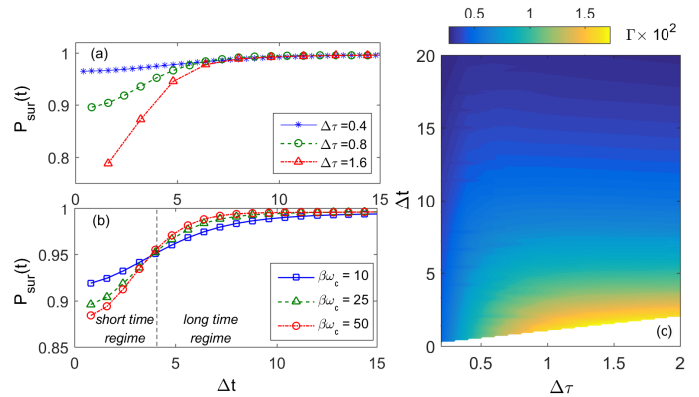 (a)
P_sur(t)
1
0.9
0.8
0 5 10 15
Δτ=0.4
Δτ=0.8
Δτ=1.6
(b)
P_sur(t)
1
0.95
0.9
0.85
0 5 10 15
Δt
βω_c = 10
βω_c = 25
βω_c = 50
short time
regime
long time
regime
0.5 1 1.5
Γ× 10²
20
15
10
5
0
Δt
0.5 1 1.5 2
Δτ
(c)